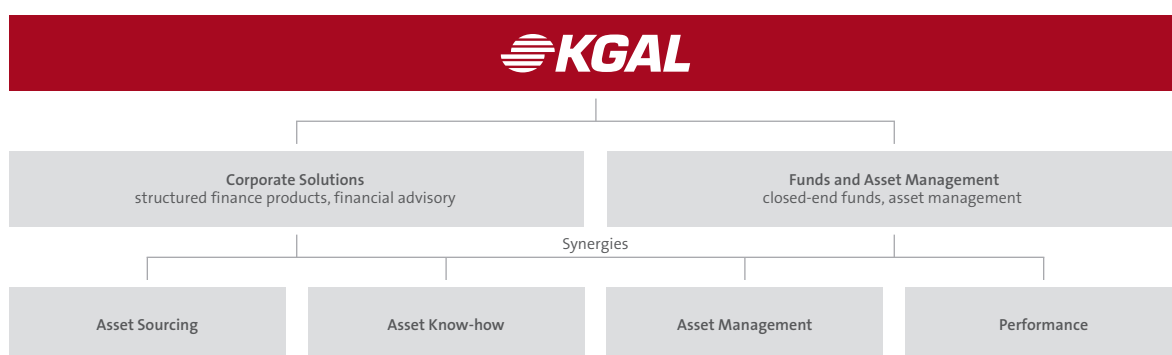 KGAL
Corporate Solutions
structured finance products, financial advisory
Funds and Asset Management
closed-end funds, asset management
Synergies
Asset Sourcing
Asset Know-how
Asset Management
Performance